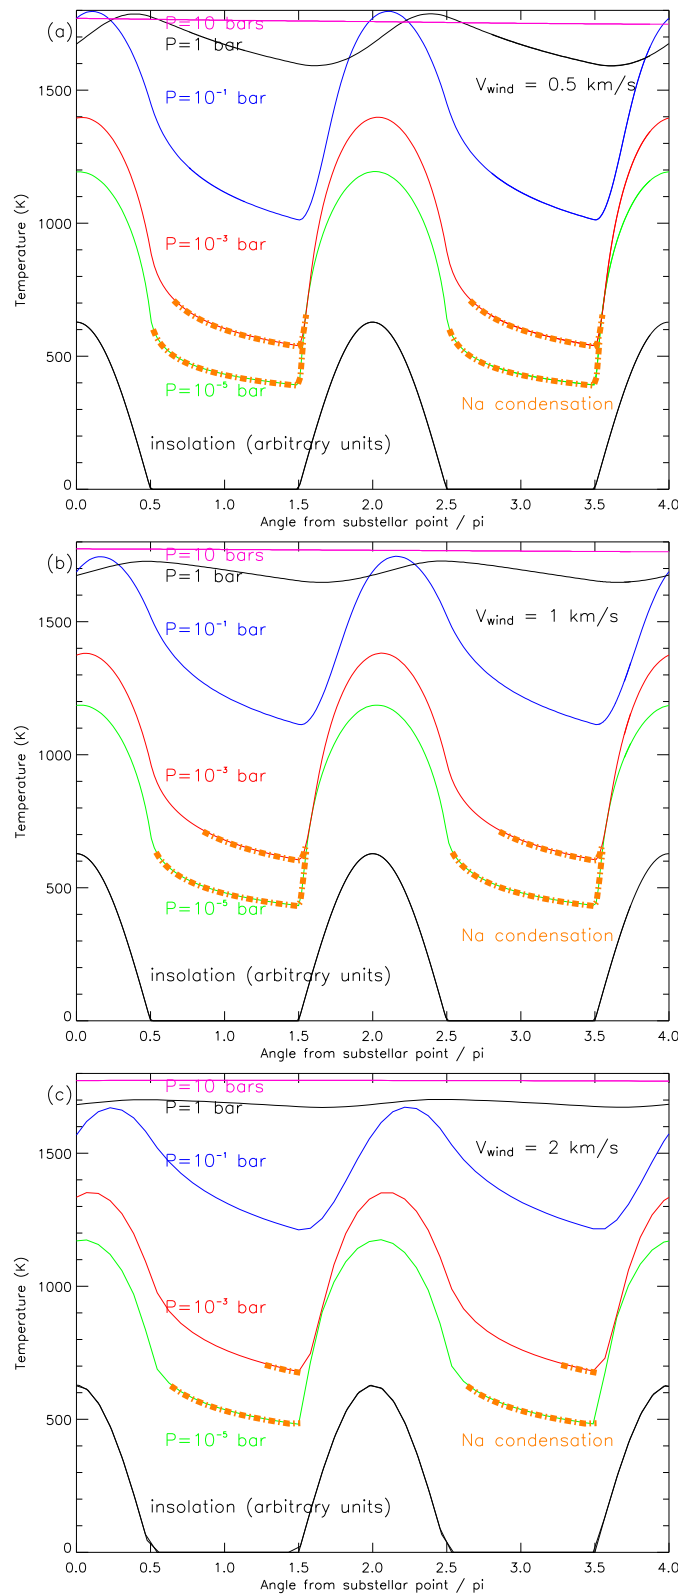 (a)
P=10 bars
P=1 bar
V_wind = 0.5 km/s
P=10⁻¹ bar
1500
1000
P=10⁻³ bar
500
P=10⁻⁵ bar
Na condensation
insolation (arbitrary units)
0
Temperature (K)
0.0 0.5 1.0 1.5 2.0 2.5 3.0 3.5 4.0
Angle from substellar point / pi
(b)
P=10 bars
P=1 bar
V_wind = 1 km/s
P=10⁻¹ bar
1500
1000
P=10⁻³ bar
500
P=10⁻⁵ bar
Na condensation
insolation (arbitrary units)
0
Temperature (K)
0.0 0.5 1.0 1.5 2.0 2.5 3.0 3.5 4.0
Angle from substellar point / pi
(c)
P=10 bars
P=1 bar
V_wind = 2 km/s
P=10⁻¹ bar
1500
1000
P=10⁻³ bar
500
P=10⁻⁵ bar
Na condensation
insolation (arbitrary units)
0
Temperature (K)
0.0 0.5 1.0 1.5 2.0 2.5 3.0 3.5 4.0
Angle from substellar point / pi